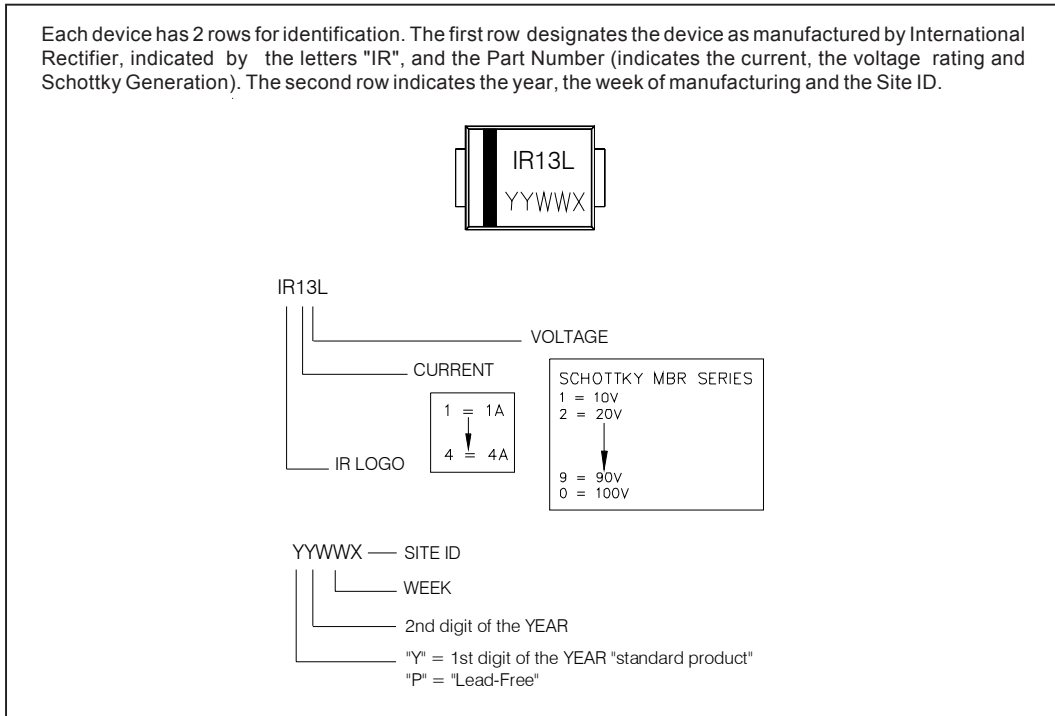 Each device has 2 rows for identification. The first row designates the device as manufactured by International
Rectifier, indicated by the letters "IR", and the Part Number (indicates the current, the voltage rating and
Schottky Generation). The second row indicates the year, the week of manufacturing and the Site ID.
IR13L
YYWWX
IR13L
VOLTAGE
CURRENT
1 = 1A
4 = 4A
IR LOGO
SCHOTTKY MBR SERIES
1 = 10V
2 = 20V
9 = 90V
0 = 100V
YYWWX SITE ID
WEEK
2nd digit of the YEAR
"Y" = 1st digit of the YEAR "standard product"
"P" = "Lead-Free"